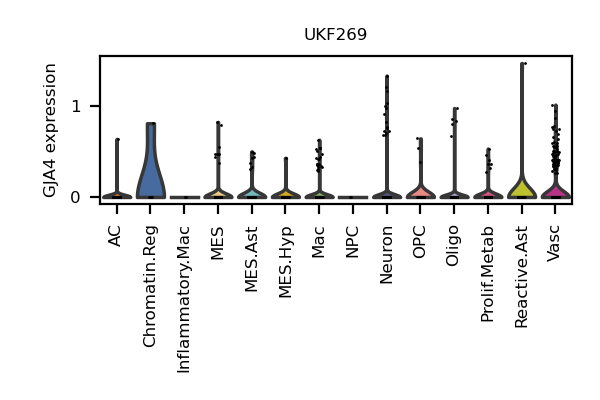 UKF269
GJA4 expression
1
0
AC
Chromatin.Reg
Inflammatory.Mac
MES
MES.Ast
MES.Hyp
Mac
NPC
Neuron
OPC
Oligo
Prolif.Metab
Reactive.Ast
Vasc